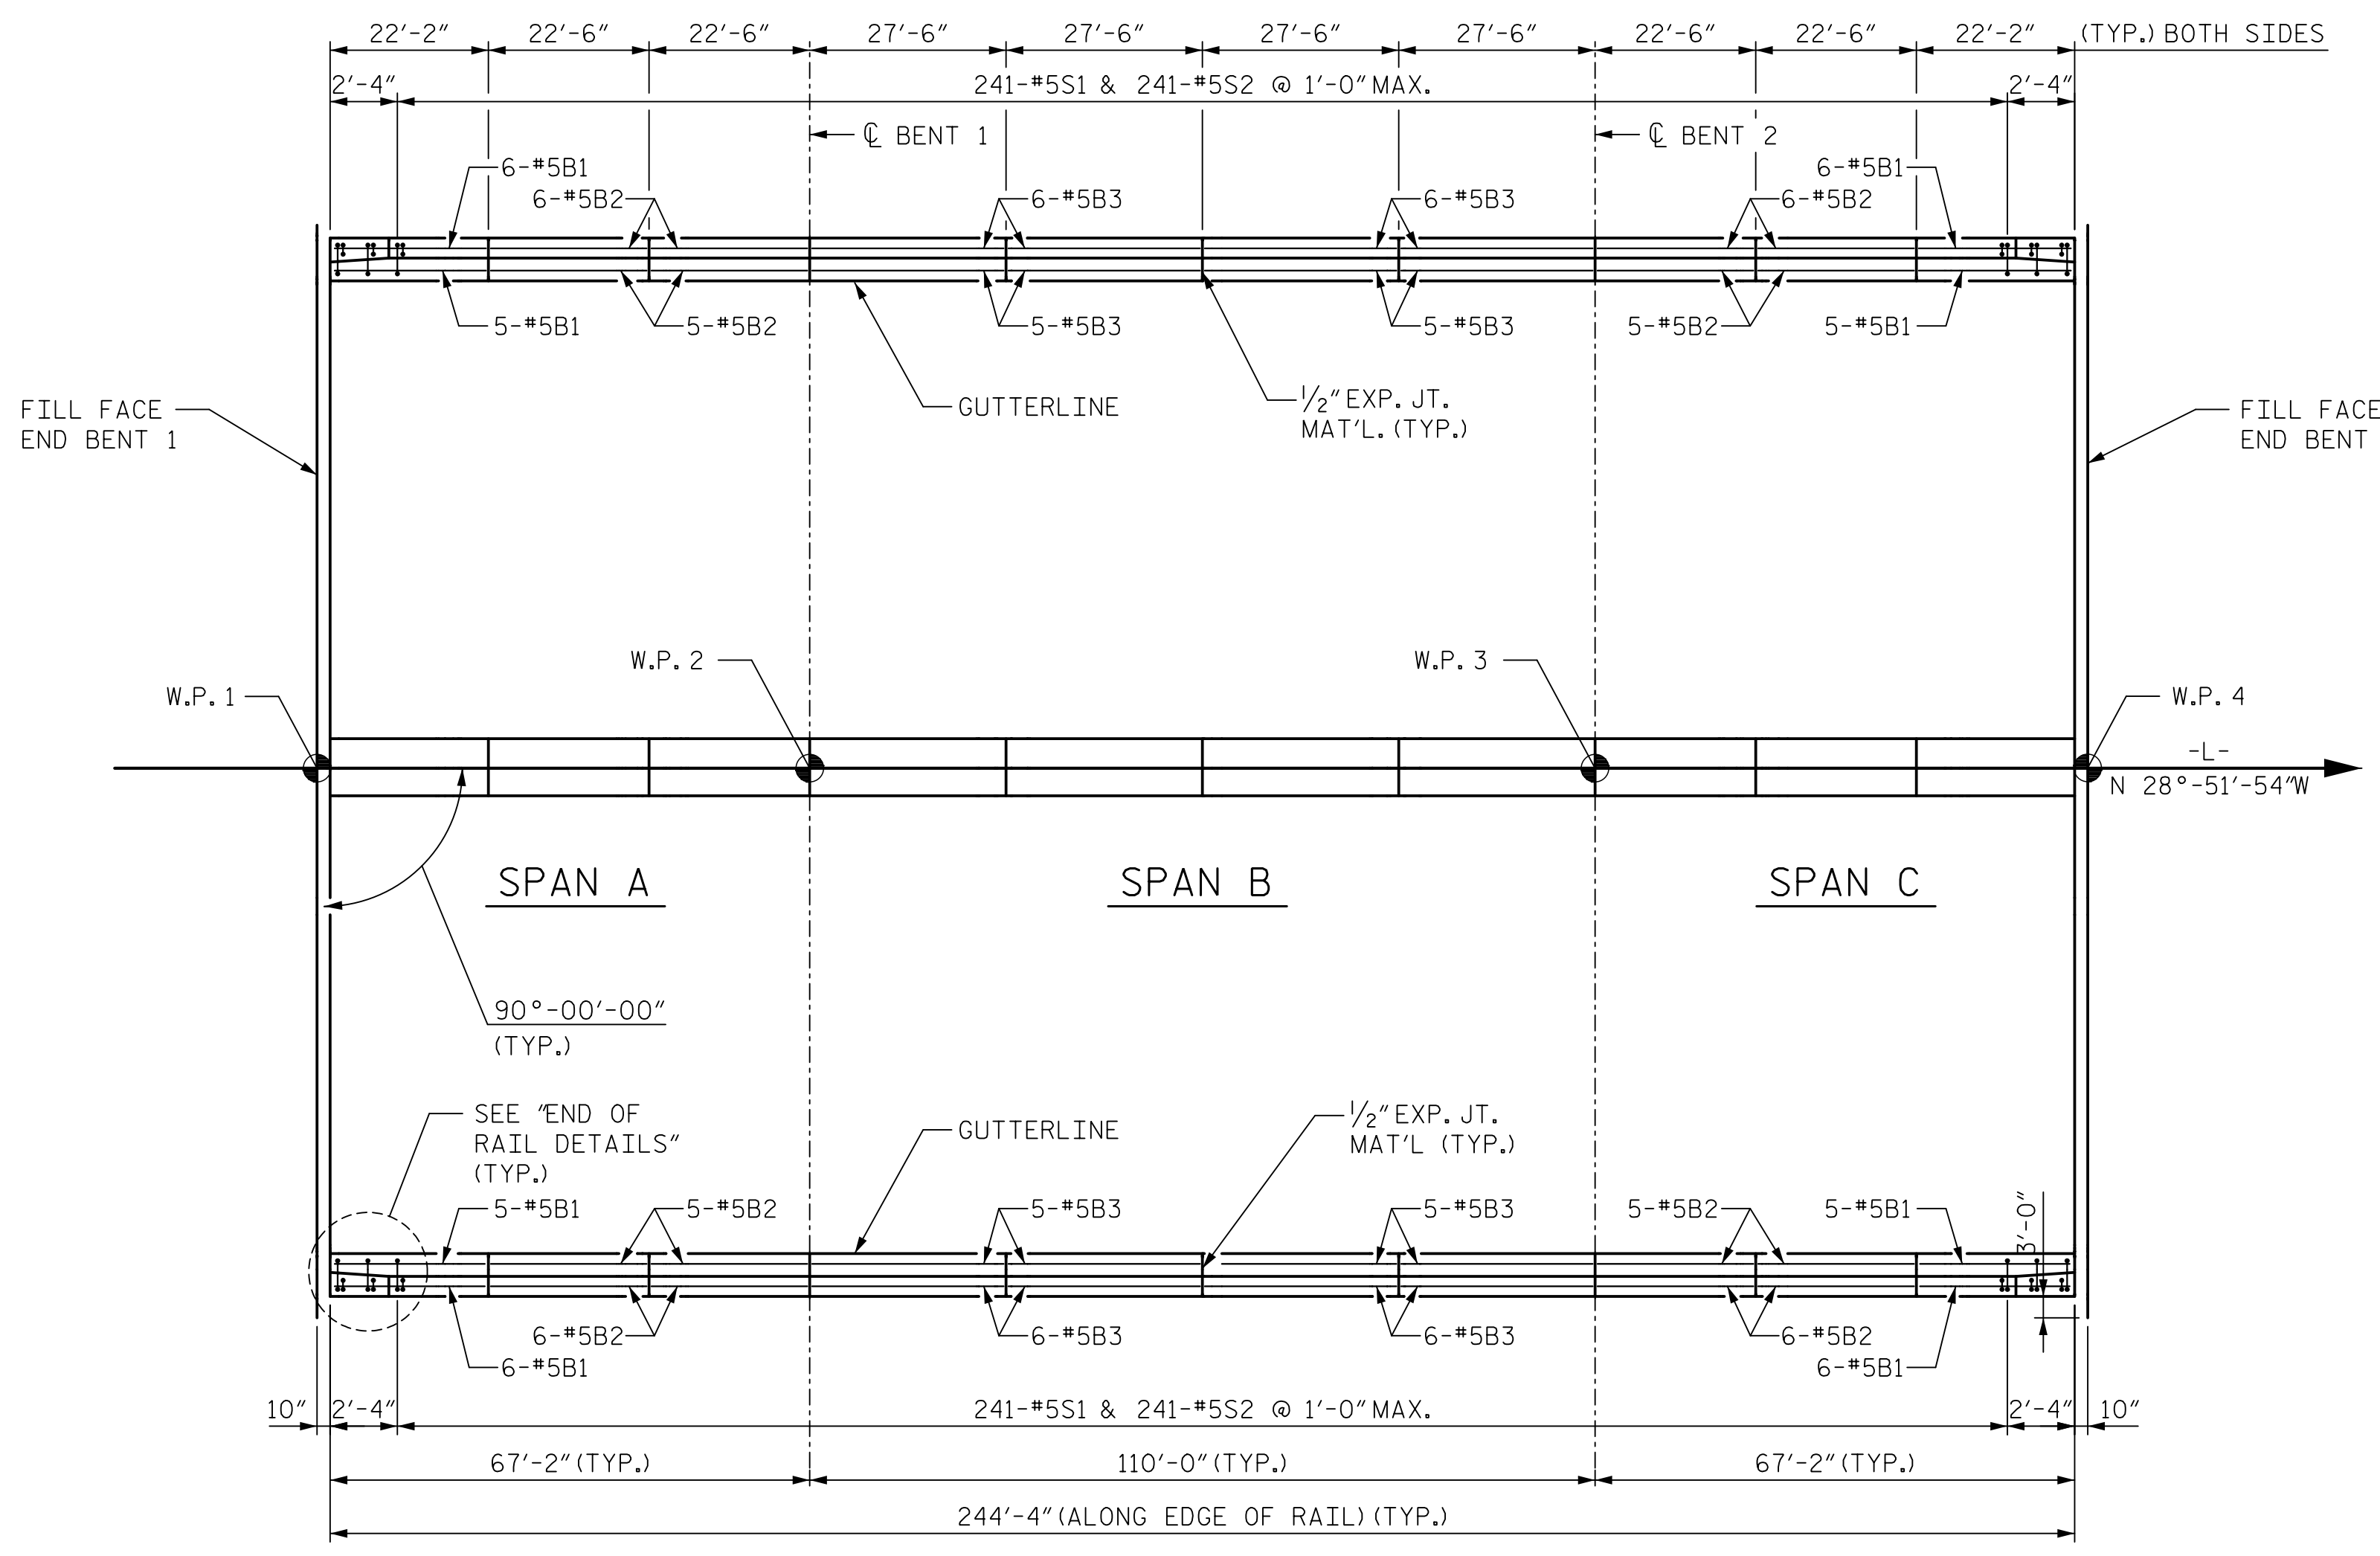 22'-2" 22'-6" 22'-6" 27'-6" 27'-6" 27'-6" 27'-6" 22'-6" 22'-6" 22'-2" (TYP.) BOTH SIDES
2'-4" 241-#5S1 & 241-#5S2 @ 1'-0" MAX. 2'-4"
℄ BENT 1 ℄ BENT 2
6-#5B1 6-#5B1
6-#5B2 6-#5B3 6-#5B3 6-#5B2
5-#5B1 5-#5B2 5-#5B3 5-#5B3 5-#5B2 5-#5B1
FILL FACE
END BENT 1
GUTTERLINE
1/2" EXP. JT.
MAT'L. (TYP.)
FILL FACE
END BENT
W.P. 2 W.P. 3
W.P. 1 W.P. 4
-L-
N 28°-51'-54"W
SPAN A SPAN B SPAN C
90°-00'-00"
(TYP.)
SEE "END OF
RAIL DETAILS"
(TYP.)
GUTTERLINE
1/2" EXP. JT.
MAT'L (TYP.)
5-#5B1 5-#5B2 5-#5B3 5-#5B3 5-#5B2 5-#5B1
3'-0"
6-#5B2 6-#5B3 6-#5B3 6-#5B2
6-#5B1 6-#5B1
10" 2'-4" 241-#5S1 & 241-#5S2 @ 1'-0" MAX. 2'-4" 10"
67'-2" (TYP.) 110'-0" (TYP.) 67'-2" (TYP.)
244'-4" (ALONG EDGE OF RAIL) (TYP.)